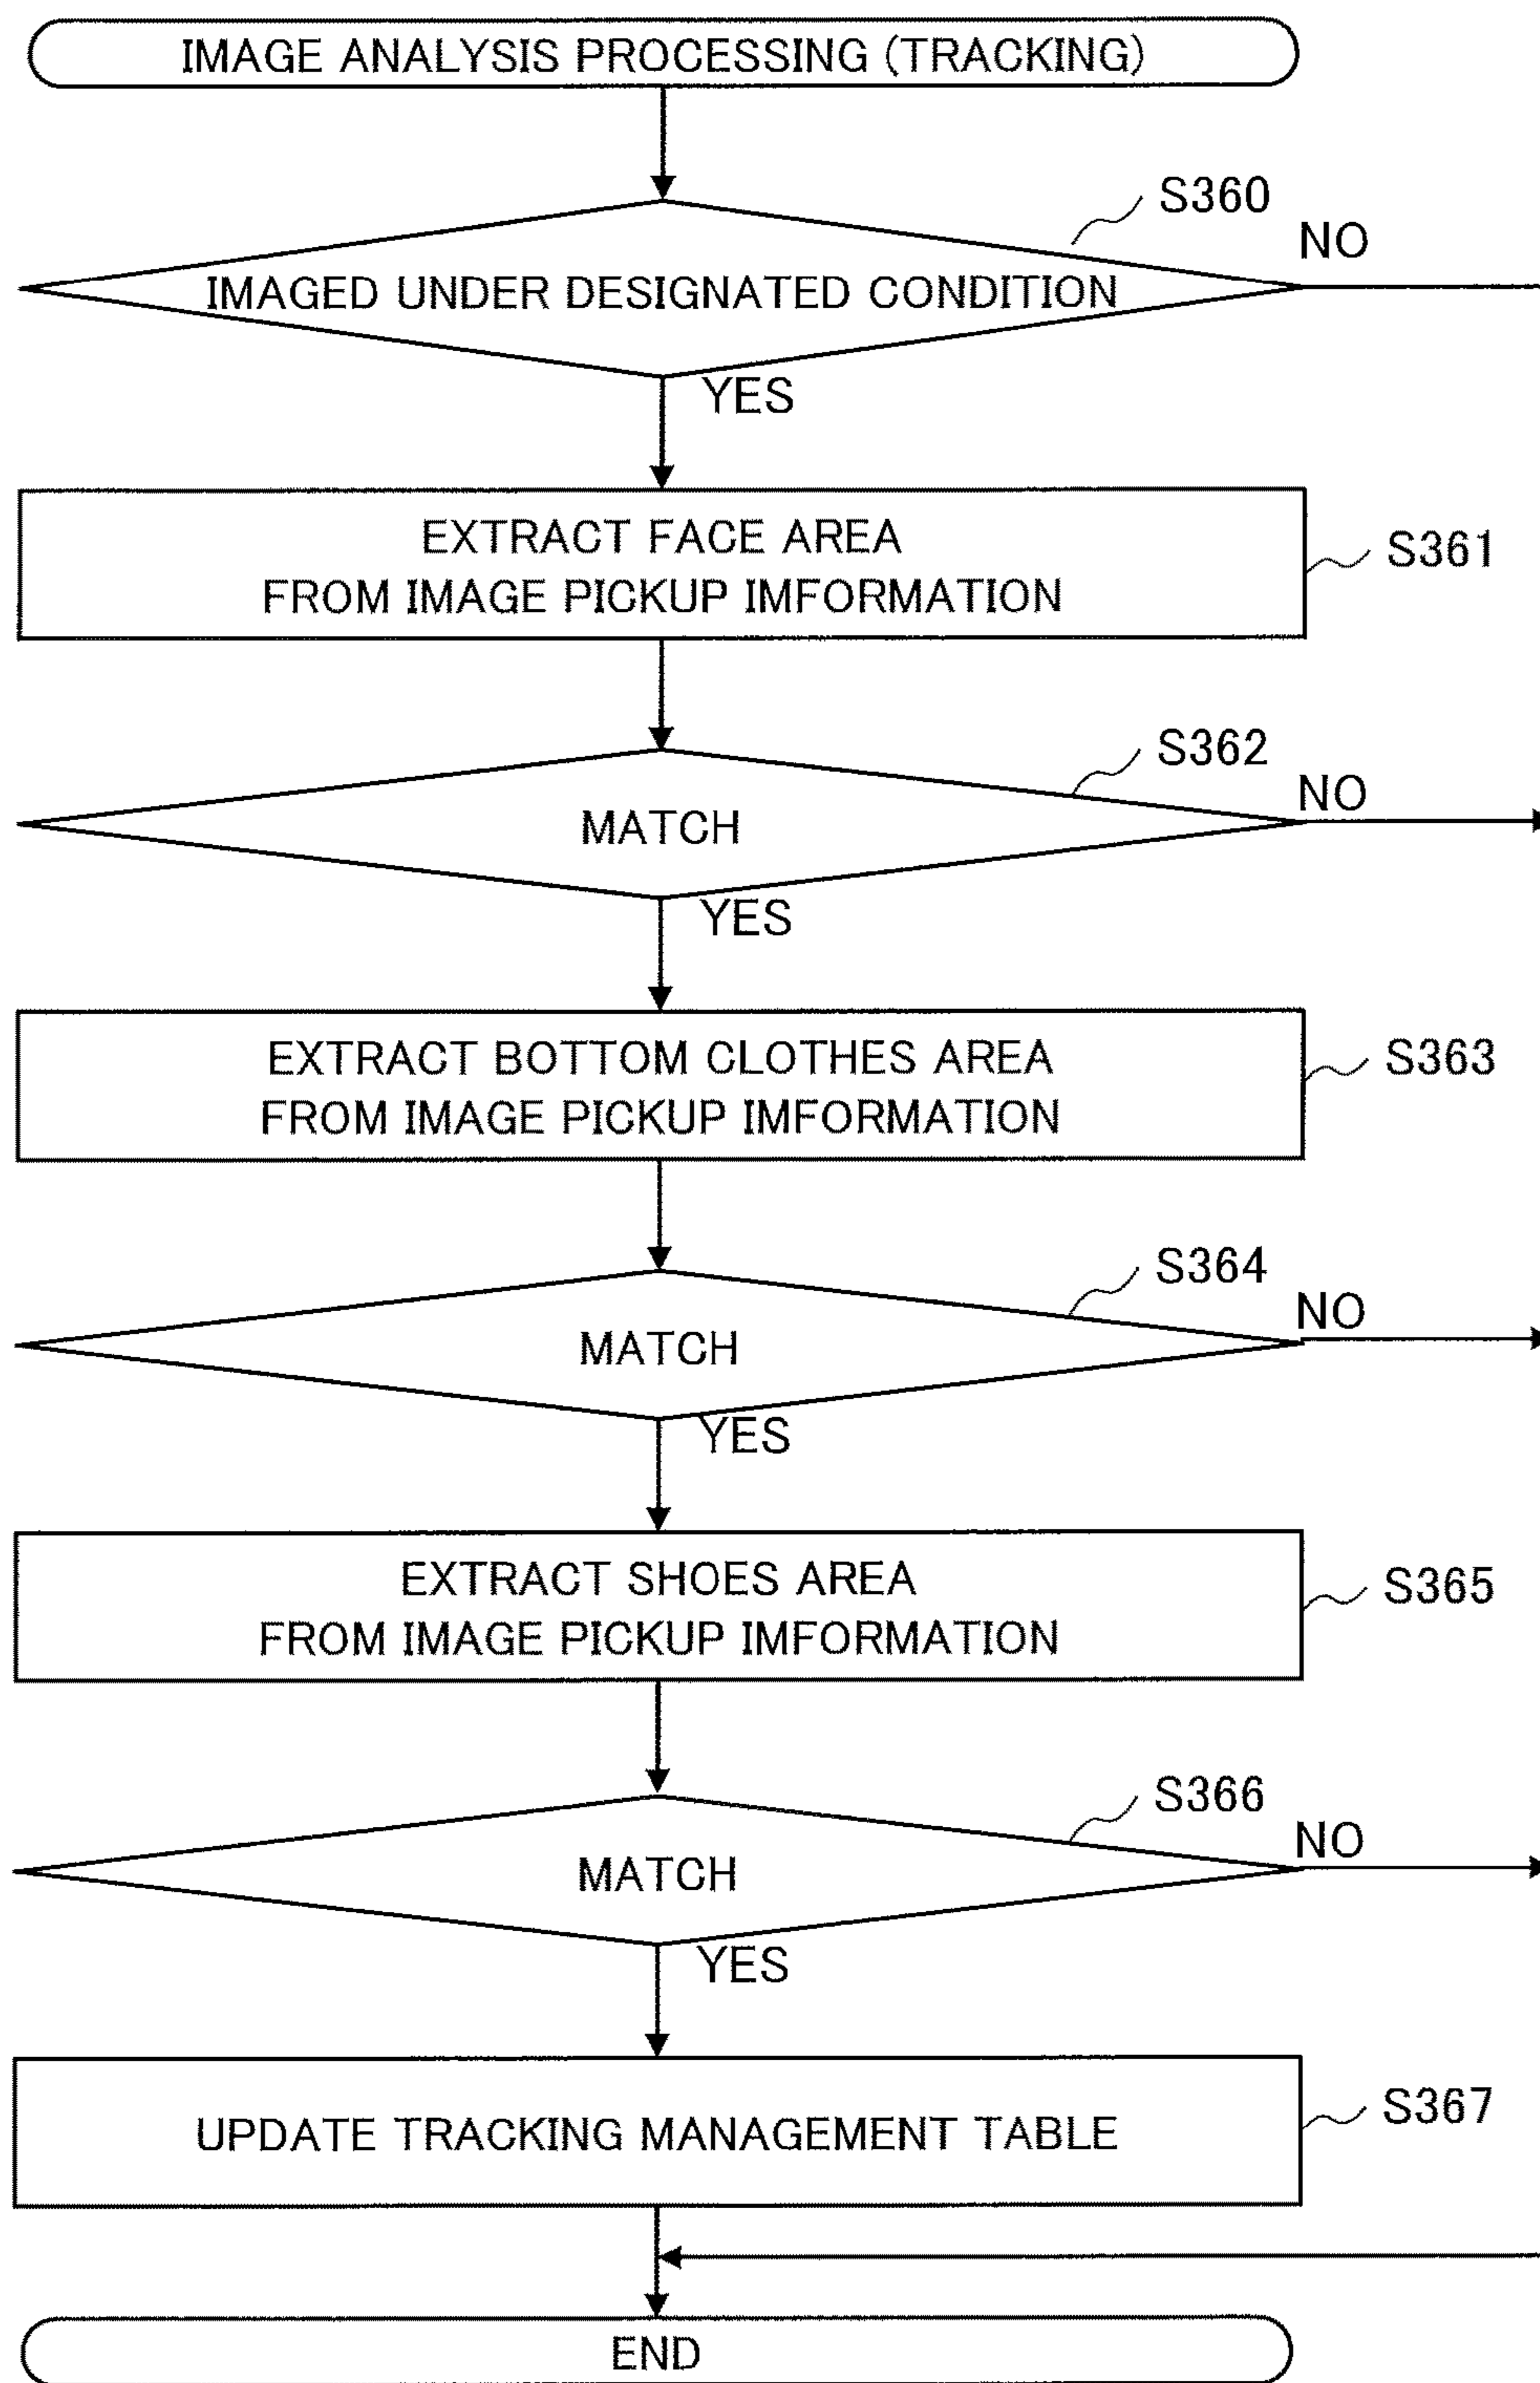 IMAGE ANALYSIS PROCESSING (TRACKING)
S360
NO
IMAGED UNDER DESIGNATED CONDITION
YES
EXTRACT FACE AREA
FROM IMAGE PICKUP IMFORMATION
S361
S362
NO
MATCH
YES
EXTRACT BOTTOM CLOTHES AREA
FROM IMAGE PICKUP IMFORMATION
S363
S364
NO
MATCH
YES
EXTRACT SHOES AREA
FROM IMAGE PICKUP IMFORMATION
S365
S366
NO
MATCH
YES
UPDATE TRACKING MANAGEMENT TABLE
S367
END